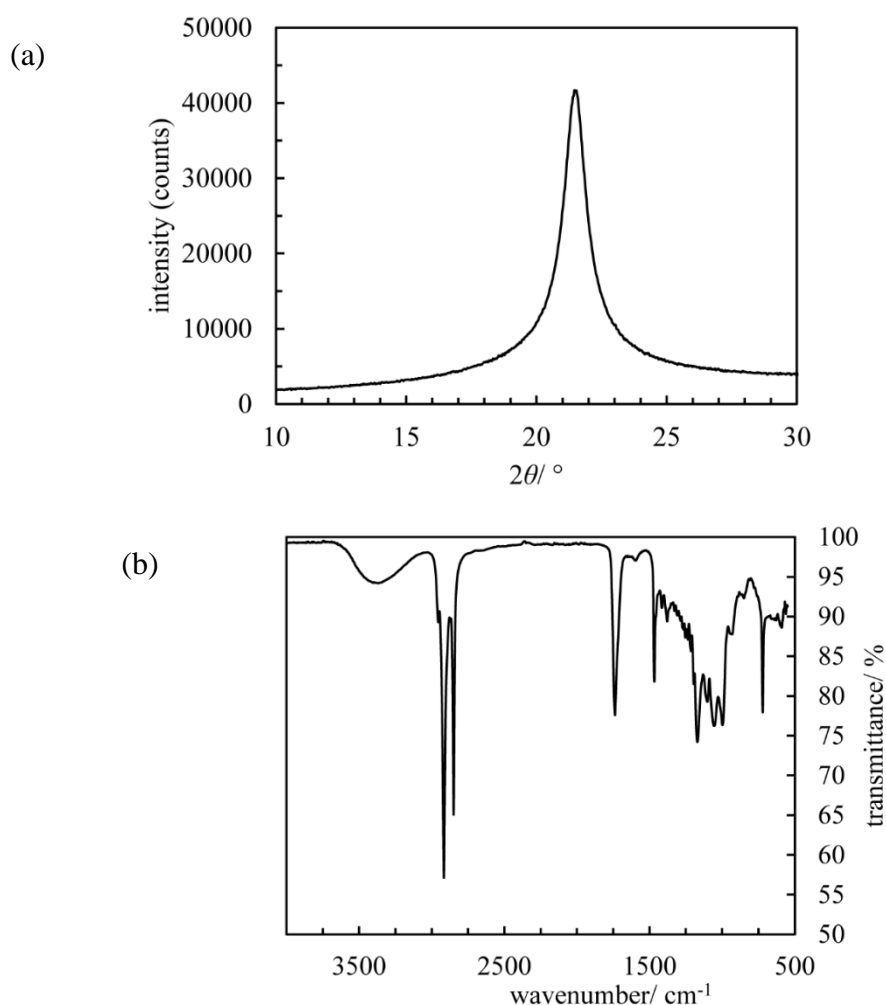 (a)
intensity (counts)
50000
40000
30000
20000
10000
0
10 15 20 25 30
2θ/ °
(b)
100
95
90
85
80
75
70
65
60
55
50
transmittance/ %
3500 2500 1500 500
wavenumber/ cm⁻¹